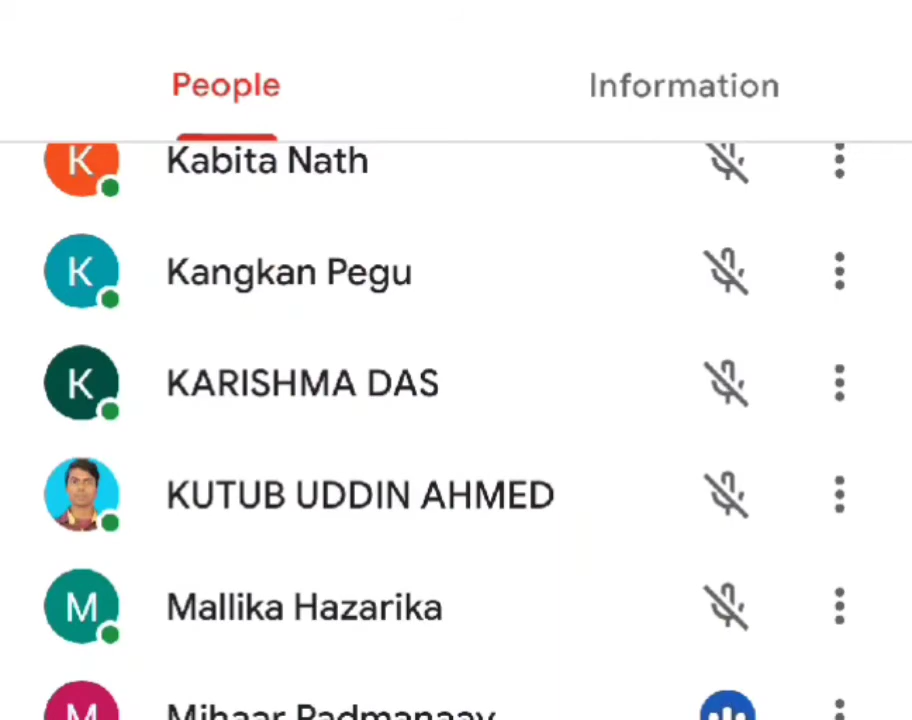 People
Information
K
Kabita Nath
K
Kangkan Pegu
K
KARISHMA DAS
KUTUB UDDIN AHMED
M
Mallika Hazarika
M